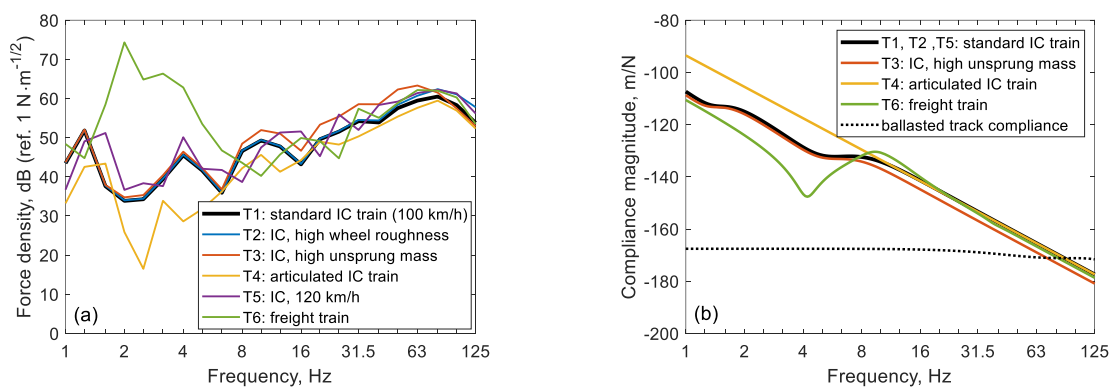 80
70
60
50
40
30
20
10
0
Force density, dB (ref. 1 N·m⁻¹/²)
(a)
T1: standard IC train (100 km/h)
T2: IC, high wheel roughness
T3: IC, high unsprung mass
T4: articulated IC train
T5: IC, 120 km/h
T6: freight train
1 2 4 8 16 31.5 63 125
Frequency, Hz
-80
-100
-120
-140
-160
-180
-200
Compliance magnitude, m/N
T1, T2 ,T5: standard IC train
T3: IC, high unsprung mass
T4: articulated IC train
T6: freight train
ballasted track compliance
(b)
1 2 4 8 16 31.5 63 125
Frequency, Hz